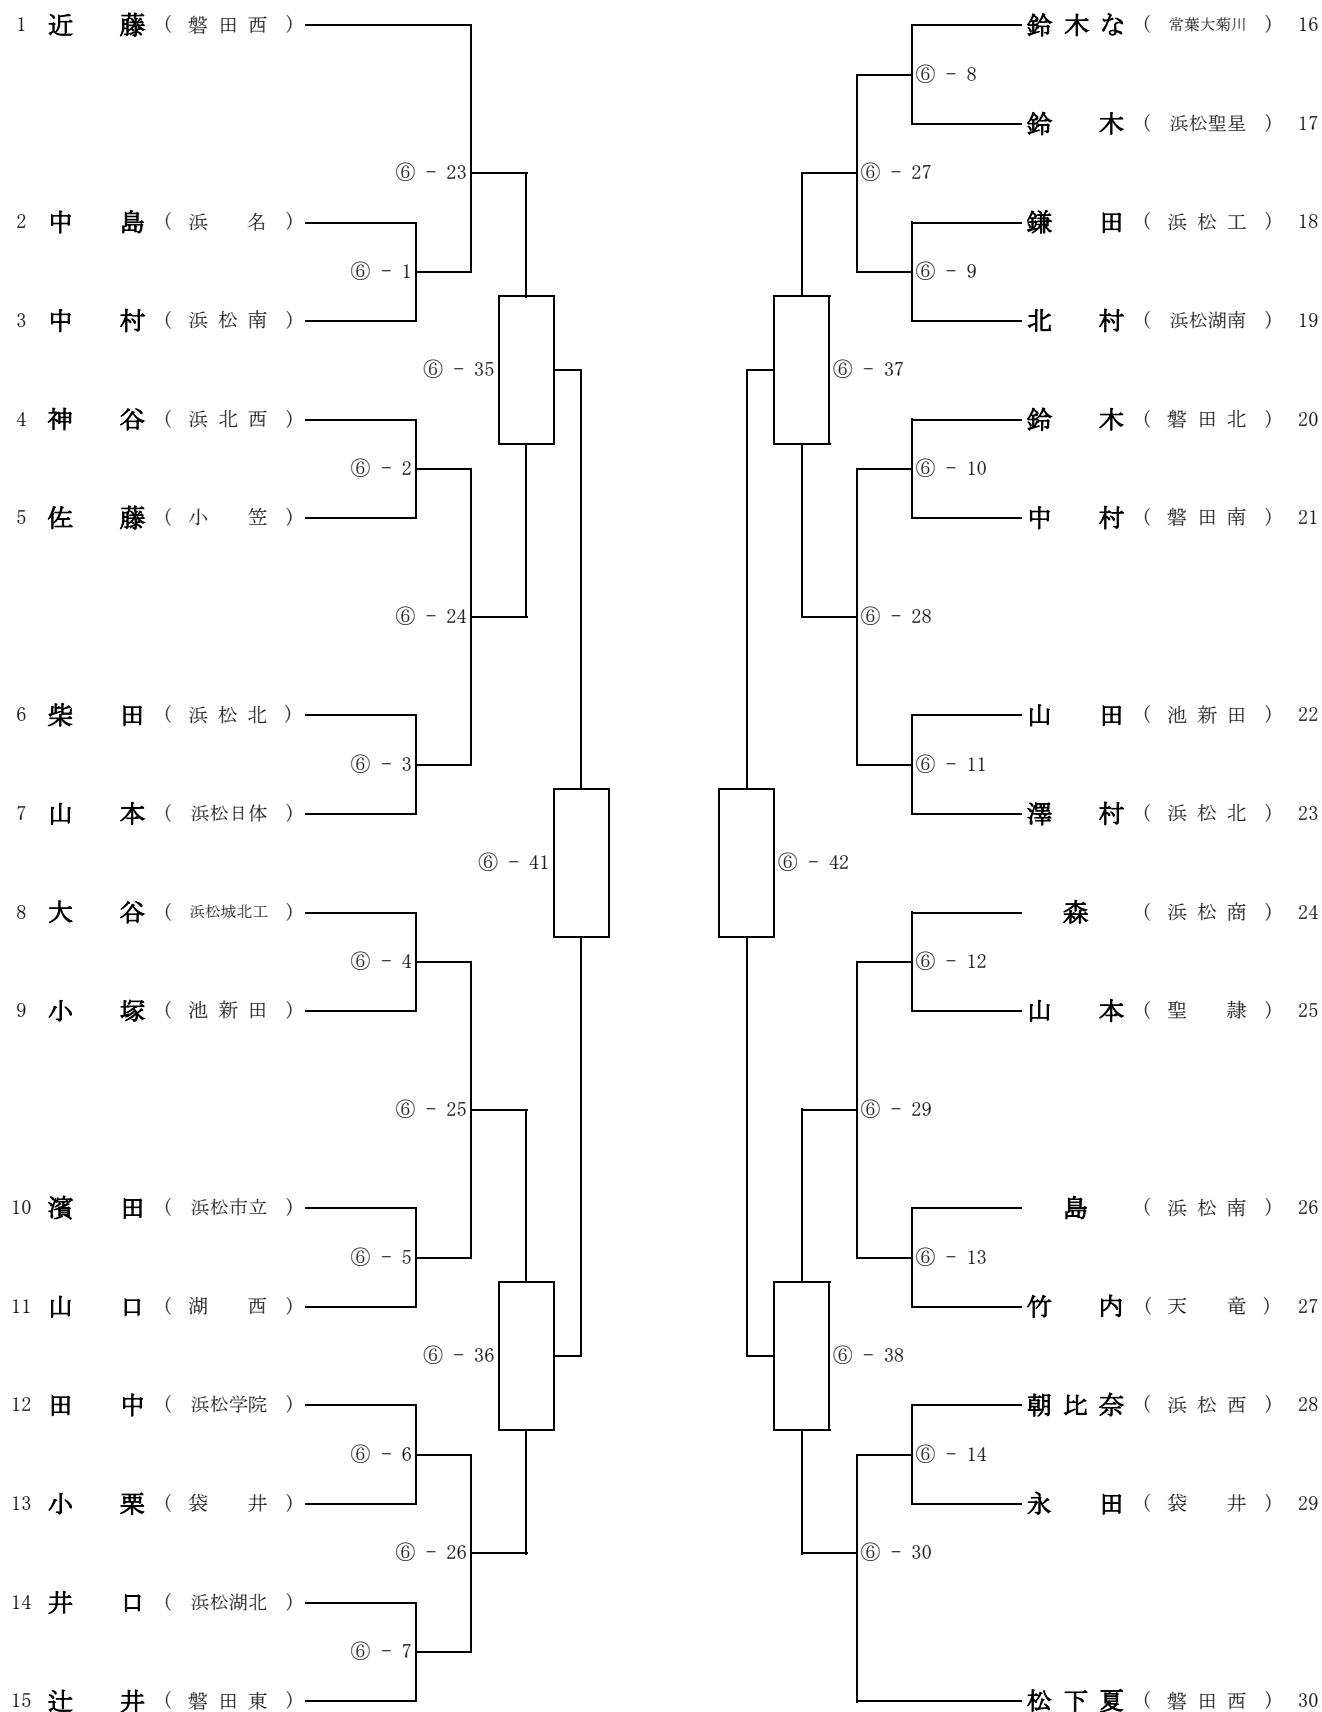 1 近 藤 ( 磐 田 西 )
⑥ - 23
2 中 島 ( 浜 名 )
⑥ - 1
3 中 村 ( 浜 松 南 )
⑥ - 35
4 神 谷 ( 浜 北 西 )
⑥ - 2
5 佐 藤 ( 小 笠 )
⑥ - 24
6 柴 田 ( 浜 松 北 )
⑥ - 3
7 山 本 ( 浜松日体 )
⑥ - 41
8 大 谷 ( 浜松城北工 )
⑥ - 4
9 小 塚 ( 池 新 田 )
⑥ - 25
10 濱 田 ( 浜松市立 )
⑥ - 5
11 山 口 ( 湖 西 )
⑥ - 36
12 田 中 ( 浜松学院 )
⑥ - 6
13 小 栗 ( 袋 井 )
⑥ - 26
14 井 口 ( 浜松湖北 )
⑥ - 7
15 辻 井 ( 磐 田 東 )
鈴 木 な ( 常葉大菊川 ) 16
⑥ - 8
鈴 木 ( 浜松聖星 ) 17
⑥ - 27
鎌 田 ( 浜 松 工 ) 18
⑥ - 9
北 村 ( 浜松湖南 ) 19
⑥ - 37
鈴 木 ( 磐 田 北 ) 20
⑥ - 10
中 村 ( 磐 田 南 ) 21
⑥ - 28
山 田 ( 池 新 田 ) 22
⑥ - 11
澤 村 ( 浜 松 北 ) 23
⑥ - 42
森 ( 浜 松 商 ) 24
⑥ - 12
山 本 ( 聖 隷 ) 25
⑥ - 29
島 ( 浜 松 南 ) 26
⑥ - 13
竹 内 ( 天 竜 ) 27
⑥ - 38
朝 比 奈 ( 浜 松 西 ) 28
⑥ - 14
永 田 ( 袋 井 ) 29
⑥ - 30
松 下 夏 ( 磐 田 西 ) 30